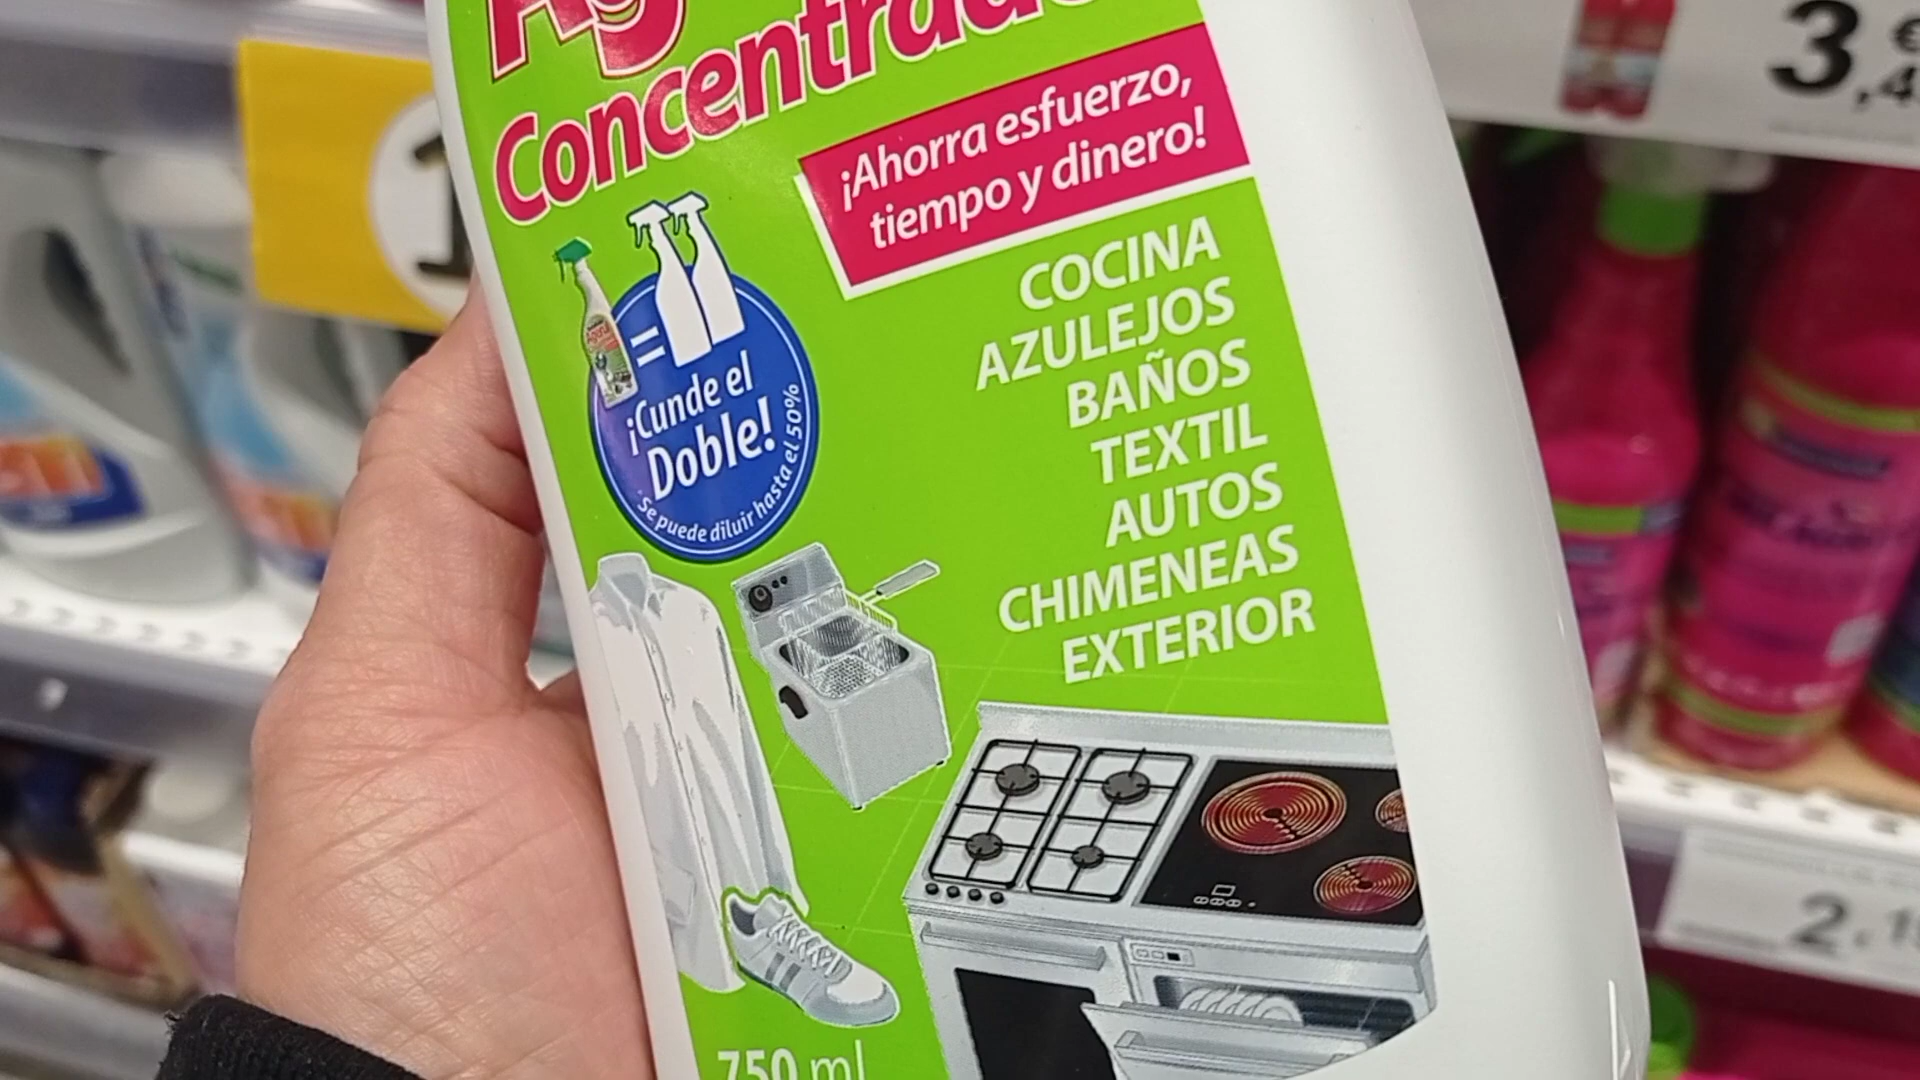 Concentrado
¡Ahorra esfuerzo,
tiempo y dinero!
=
¡Cunde el
Doble!
*Se puede diluir hasta el 50%
COCINA
AZULEJOS
BAÑOS
TEXTIL
AUTOS
CHIMENEAS
EXTERIOR
750 ml
1
3
2